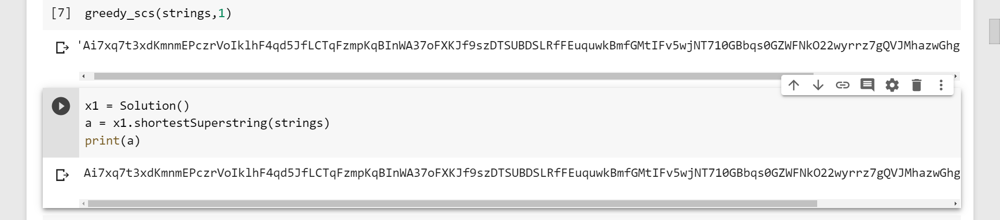 [7] greedy_scs(strings,1)
'Ai7xq7t3xdKmnmEPczrVoIklhF4qd5JfLCTqFzmpKqBInWA37oFXKJf9szDTSUBDSLRfFEuquwkBmfGMtIFv5wjNT710GBbqs0GZWFNkO22wyrrz7gQVJMhazwGhg
x1 = Solution()
a = x1.shortestSuperstring(strings)
print(a)
Ai7xq7t3xdKmnmEPczrVoIklhF4qd5JfLCTqFzmpKqBInWA37oFXKJf9szDTSUBDSLRfFEuquwkBmfGMtIFv5wjNT710GBbqs0GZWFNkO22wyrrz7gQVJMhazwGhg